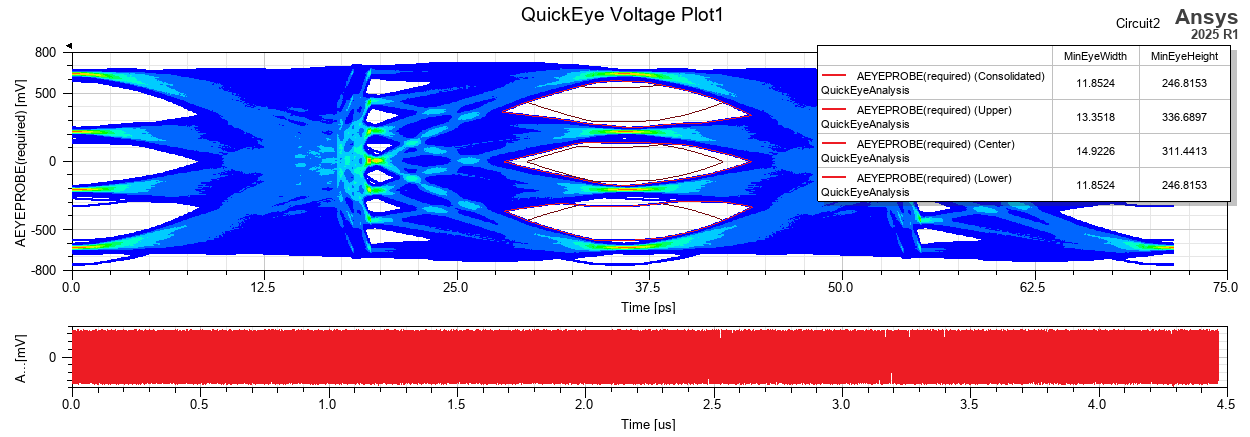 QuickEye Voltage Plot1
Circuit2
Ansys
2025 R1
MinEyeWidth MinEyeHeight
AEYEPROBE(required) (Consolidated)
QuickEyeAnalysis
11.8524 246.8153
AEYEPROBE(required) (Upper)
QuickEyeAnalysis
13.3518 336.6897
AEYEPROBE(required) (Center)
QuickEyeAnalysis
14.9226 311.4413
AEYEPROBE(required) (Lower)
QuickEyeAnalysis
11.8524 246.8153
AEYEPROBE(required) [mV]
800
500
0
-500
-800
0.0 12.5 25.0 37.5 50.0 62.5 75.0
Time [ps]
A...[mV]
0
0.0 0.5 1.0 1.5 2.0 2.5 3.0 3.5 4.0 4.5
Time [us]